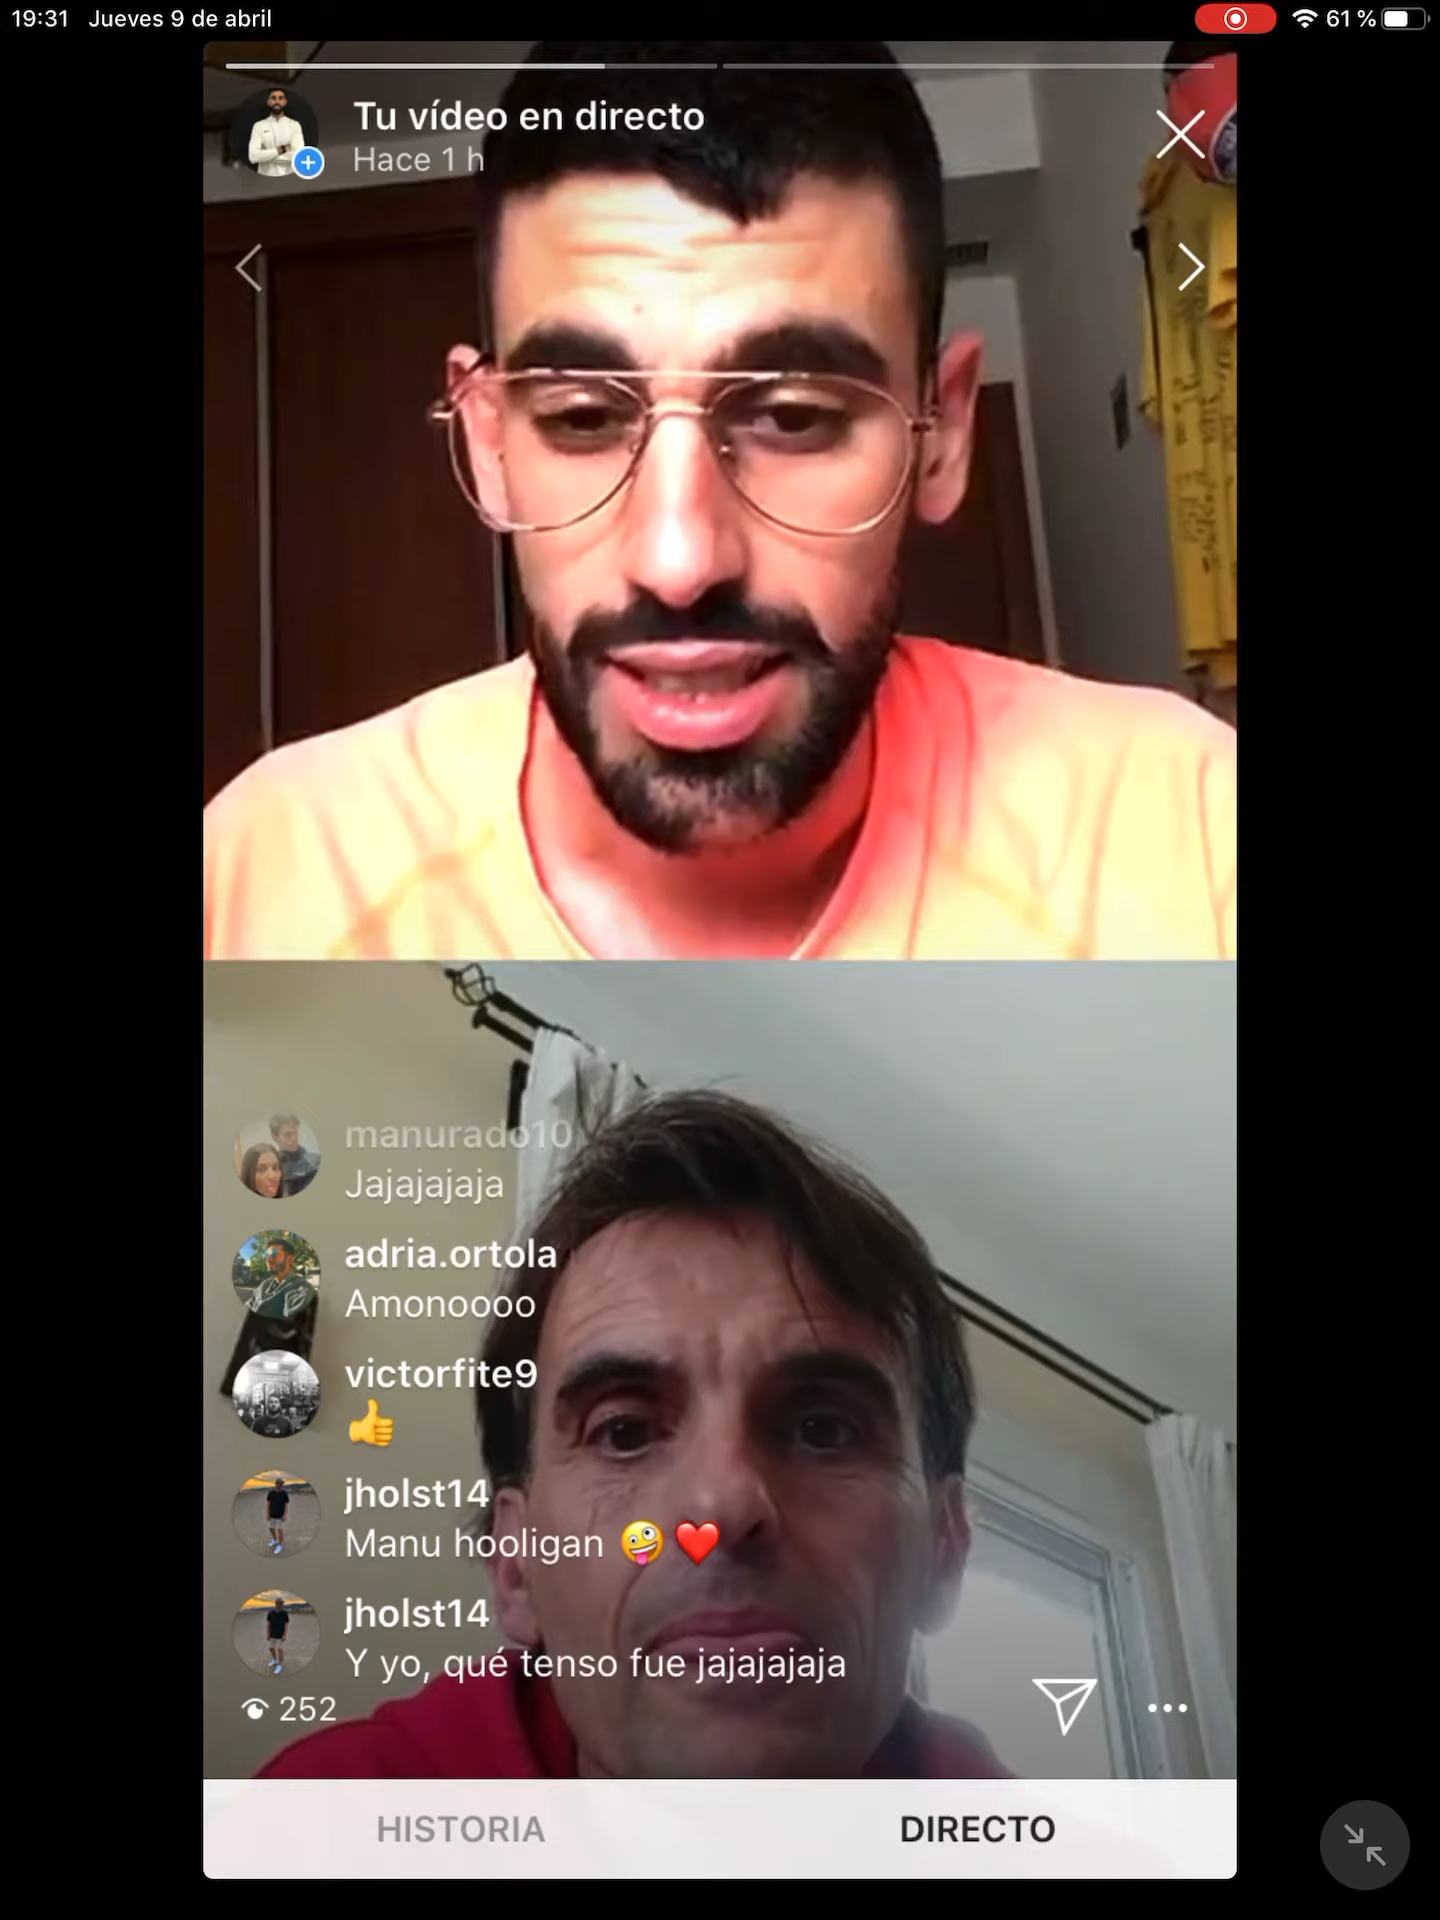 19:31 Jueves 9 de abril
61 %
Tu vídeo en directo
Hace 1 h
manurado10
Jajajajaja
adria.ortola
Amonoooo
victorfite9
👍
jholst14
Manu hooligan 🤪❤️
jholst14
Y yo, qué tenso fue jajajajaja
252
HISTORIA
DIRECTO